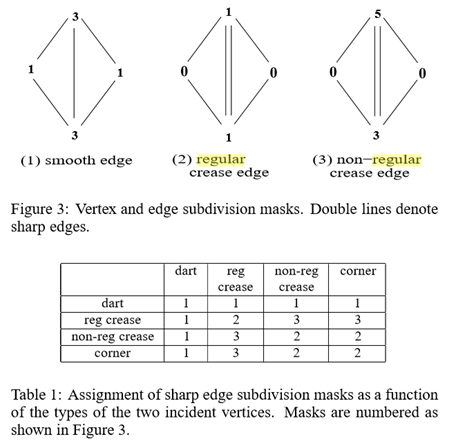 3 1 5
1 1 0 0 0 0
3 1 3
(1) smooth edge (2) regular crease edge (3) non-regular crease edge
Figure 3: Vertex and edge subdivision masks. Double lines denote
sharp edges.
dart reg crease non-reg crease corner
dart 1 1 1 1
reg crease 1 2 3 3
non-reg crease 1 3 2 2
corner 1 3 2 2
Table 1: Assignment of sharp edge subdivision masks as a function
of the types of the two incident vertices. Masks are numbered as
shown in Figure 3.